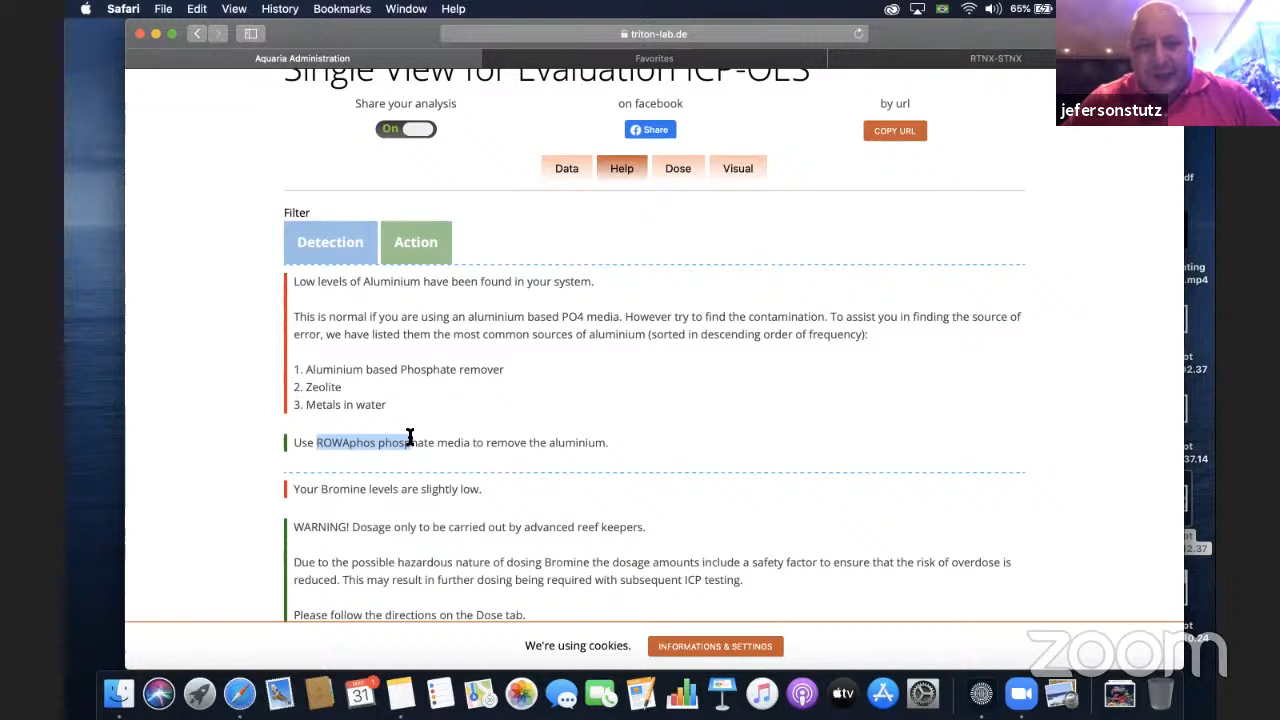 Safari File Edit View History Bookmarks Window Help 65%
triton-lab.de
Aquaria Administration Favorites RTNX-STNX
jefersonstutz
Single View for Evaluation ICP-OES
Share your analysis on facebook by url
On Share COPY URL
Data Help Dose Visual
Filter
Detection Action
Low levels of Aluminium have been found in your system.
This is normal if you are using an aluminium based PO4 media. However try to find the contamination. To assist you in finding the source of
error, we have listed them the most common sources of aluminium (sorted in descending order of frequency):
1. Aluminium based Phosphate remover
2. Zeolite
3. Metals in water
Use ROWAphos phosphate media to remove the aluminium.
Your Bromine levels are slightly low.
WARNING! Dosage only to be carried out by advanced reef keepers.
Due to the possible hazardous nature of dosing Bromine the dosage amounts include a safety factor to ensure that the risk of overdose is
reduced. This may result in further dosing being required with subsequent ICP testing.
Please follow the directions on the Dose tab.
We're using cookies. INFORMATIONS & SETTINGS
zoom
31
tv